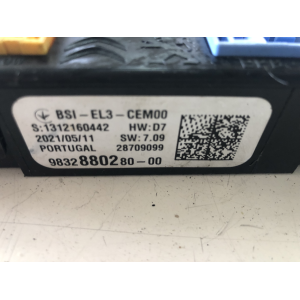 BSI-EL3-CEM00
S:1312160442 HW:D7
2021/05/11 SW: 7.09
PORTUGAL 28709099
9832880280-00